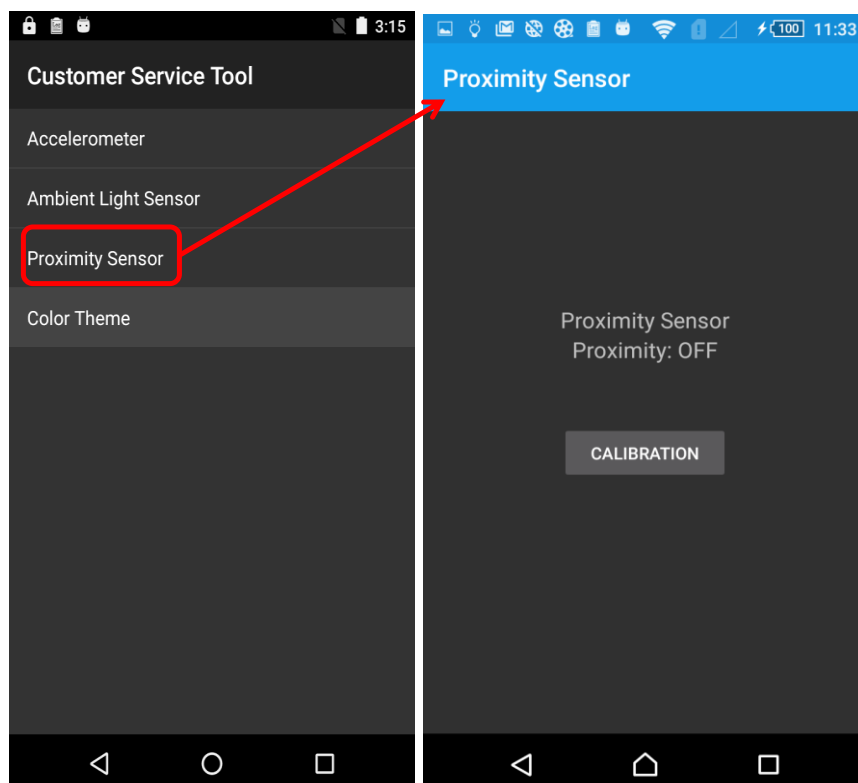 3:15
Customer Service Tool
Accelerometer
Ambient Light Sensor
Proximity Sensor
Color Theme
100 11:33
Proximity Sensor
Proximity Sensor
Proximity: OFF
CALIBRATION